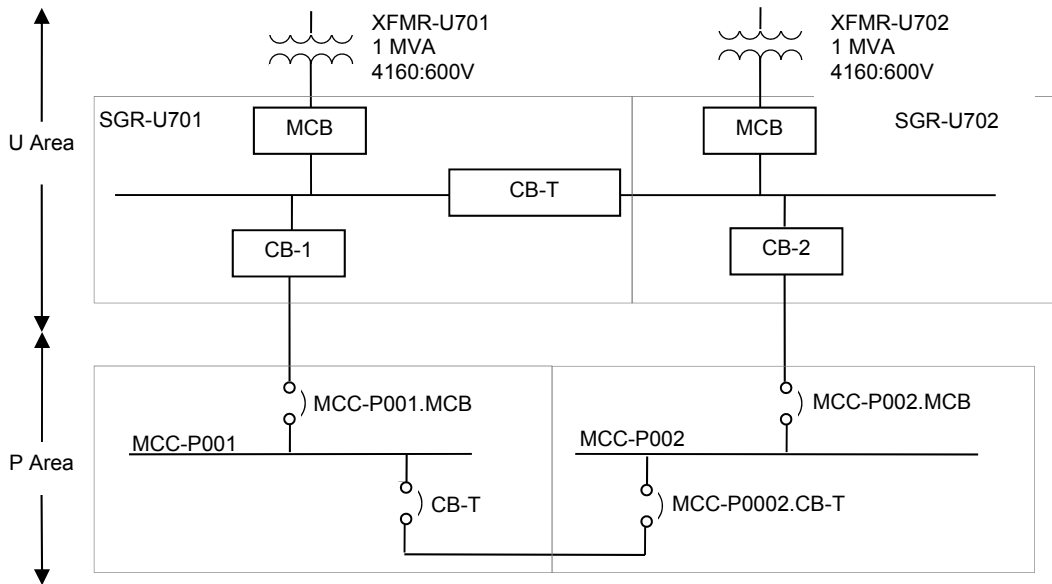 XFMR-U701
1 MVA
4160:600V
XFMR-U702
1 MVA
4160:600V
U Area
SGR-U701
MCB
MCB
SGR-U702
CB-T
CB-1
CB-2
P Area
MCC-P001.MCB
MCC-P002.MCB
MCC-P001
MCC-P002
CB-T
MCC-P0002.CB-T